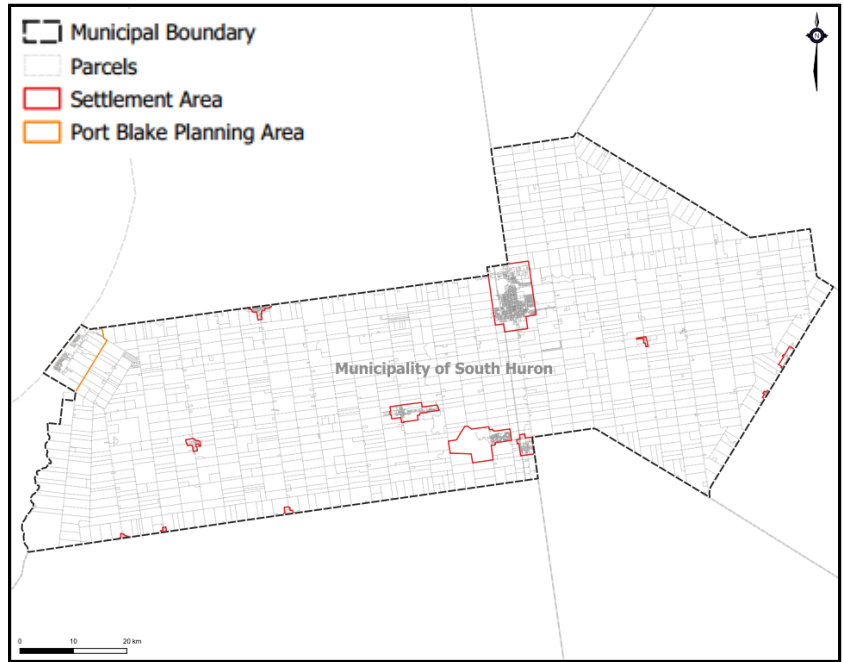 Municipal Boundary
Parcels
Settlement Area
Port Blake Planning Area
N
Municipality of South Huron
0 10 20 km